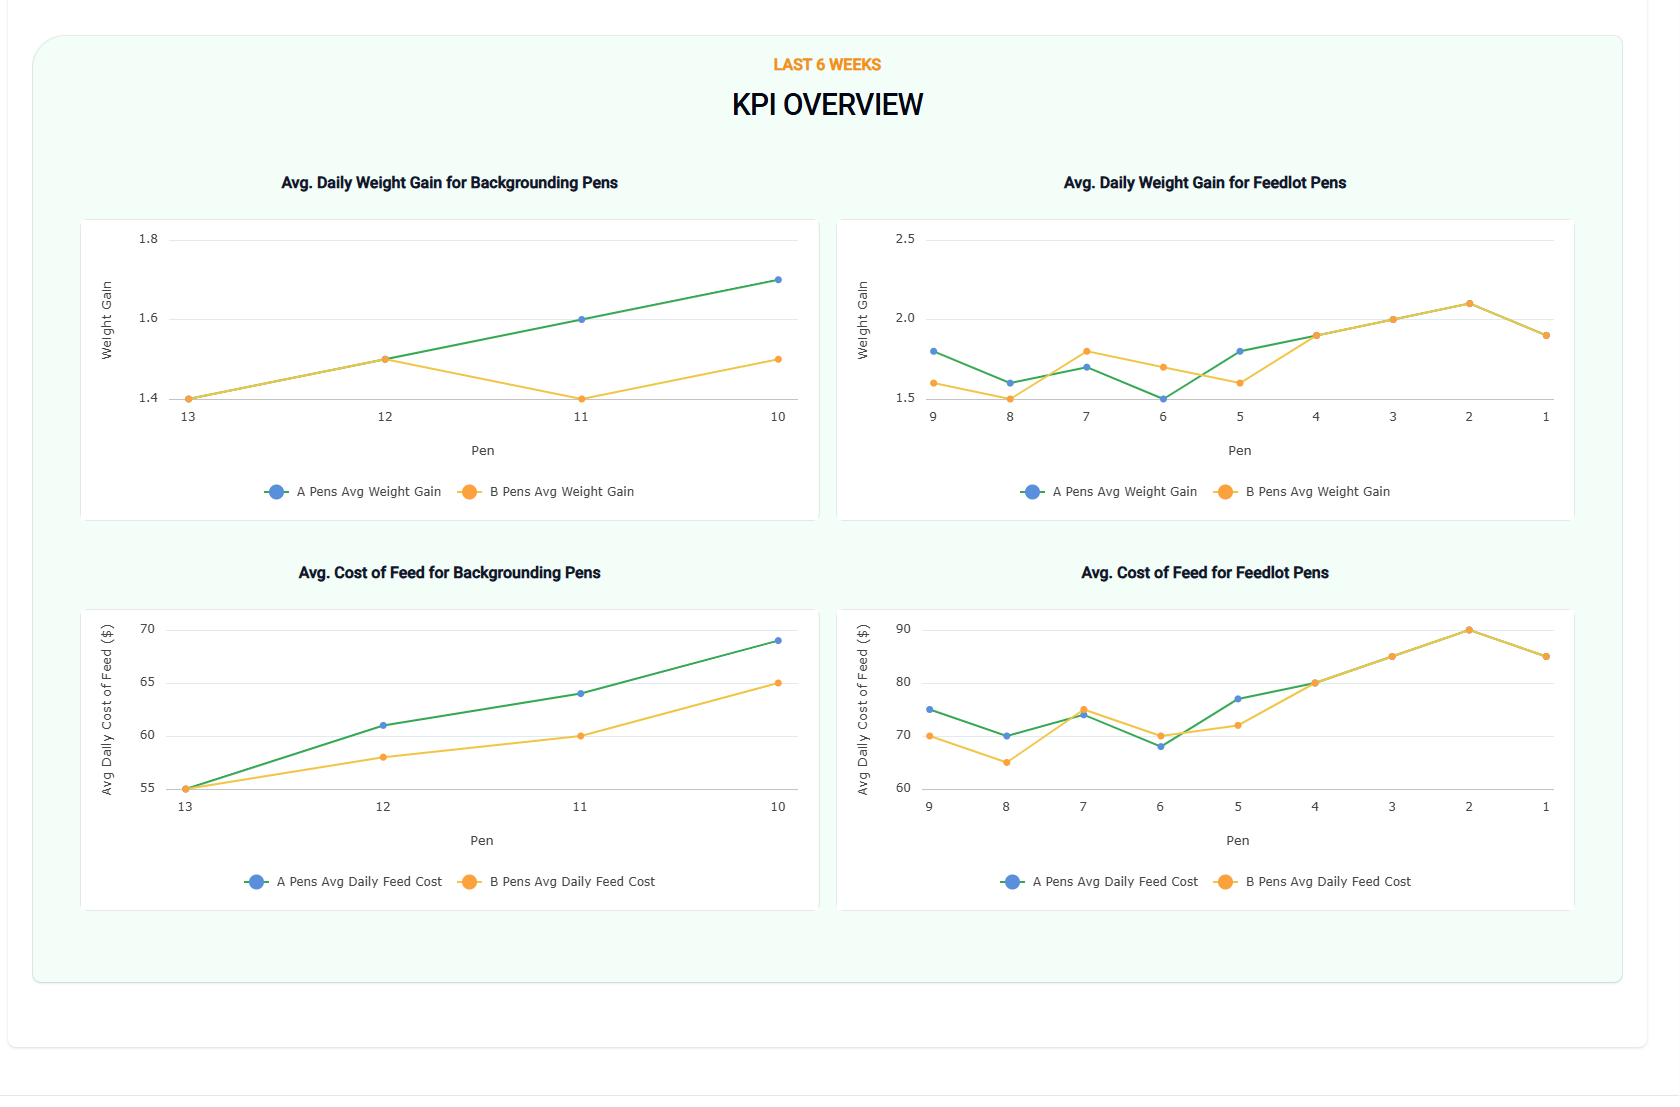 LAST 6 WEEKS
KPI OVERVIEW
Avg. Daily Weight Gain for Backgrounding Pens
Weight Gain
1.8
1.6
1.4
13 12 11 10
Pen
A Pens Avg Weight Gain B Pens Avg Weight Gain
Avg. Daily Weight Gain for Feedlot Pens
Weight Gain
2.5
2.0
1.5
9 8 7 6 5 4 3 2 1
Pen
A Pens Avg Weight Gain B Pens Avg Weight Gain
Avg. Cost of Feed for Backgrounding Pens
Avg Daily Cost of Feed ($)
70
65
60
55
13 12 11 10
Pen
A Pens Avg Daily Feed Cost B Pens Avg Daily Feed Cost
Avg. Cost of Feed for Feedlot Pens
Avg Daily Cost of Feed ($)
90
80
70
60
9 8 7 6 5 4 3 2 1
Pen
A Pens Avg Daily Feed Cost B Pens Avg Daily Feed Cost